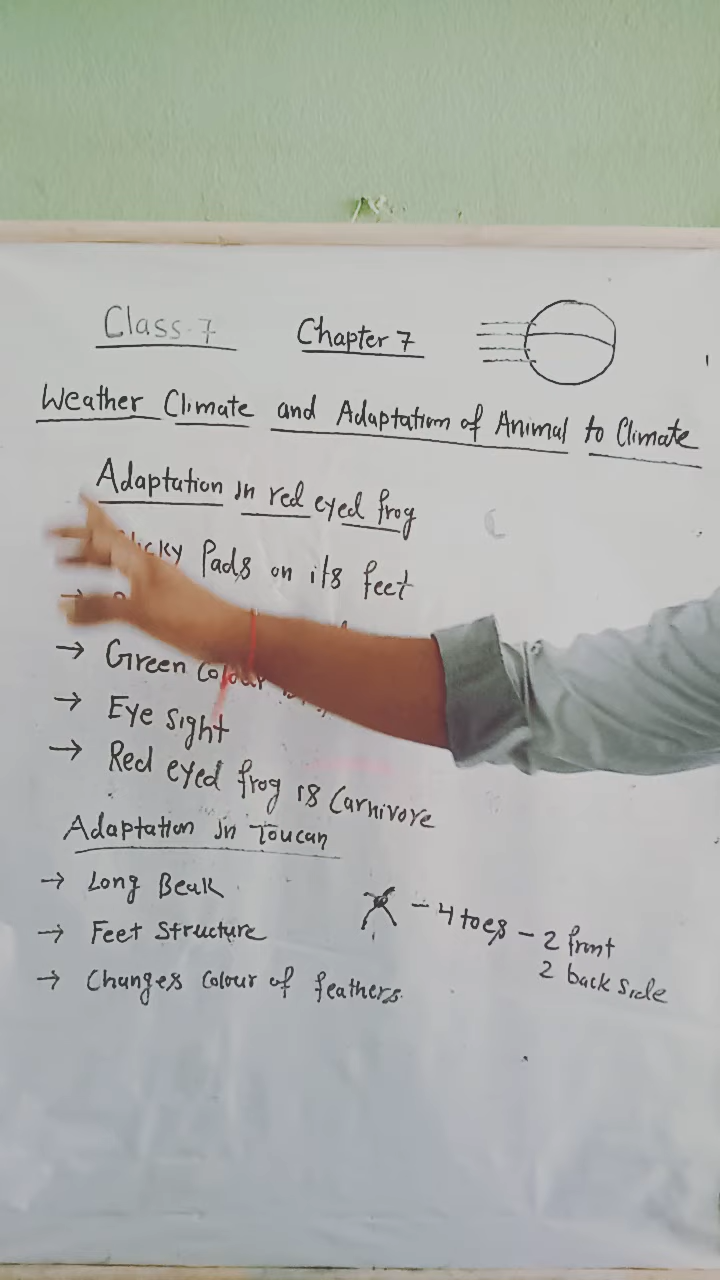 Class 7
Chapter 7
Weather Climate and Adaptation of Animal to Climate
Adaptation in red eyed frog
Pads on its feet
→
→ Green Colour
→ Eye sight
→ Red eyed frog is Carnivore
Adaptation in Toucan
→ Long Beak
→ Feet Structure
- 4 toes - 2 front
2 back side
→ Changes Colour of feathers.